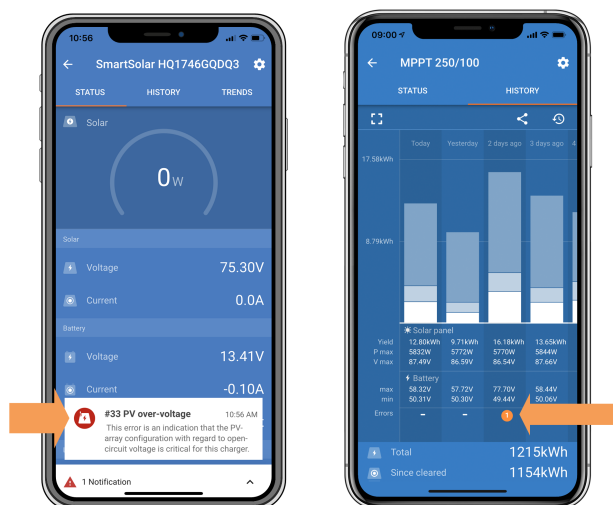 10:56
SmartSolar HQ1746GQDQ3
STATUS HISTORY TRENDS
Solar
0w
Solar
Voltage 75.30V
Current 0.0A
Battery
Voltage 13.41V
Current -0.10A
#33 PV over-voltage 10:56 AM
This error is an indication that the PV-
array configuration with regard to open-
circuit voltage is critical for this charger.
1 Notification
09:00
MPPT 250/100
STATUS HISTORY
Today Yesterday 2 days ago 3 days ago 4
17.58kWh
8.79kWh
Solar panel
Yield 12.80kWh 9.71kWh 16.18kWh 13.65kWh
P max 5832W 5772W 5770W 5844W
V max 87.49V 86.59V 86.54V 87.66V
Battery
max 58.32V 57.72V 77.70V 58.44V
min 50.31V 50.30V 49.44V 50.06V
Errors – – 1
Total 1215kWh
Since cleared 1154kWh